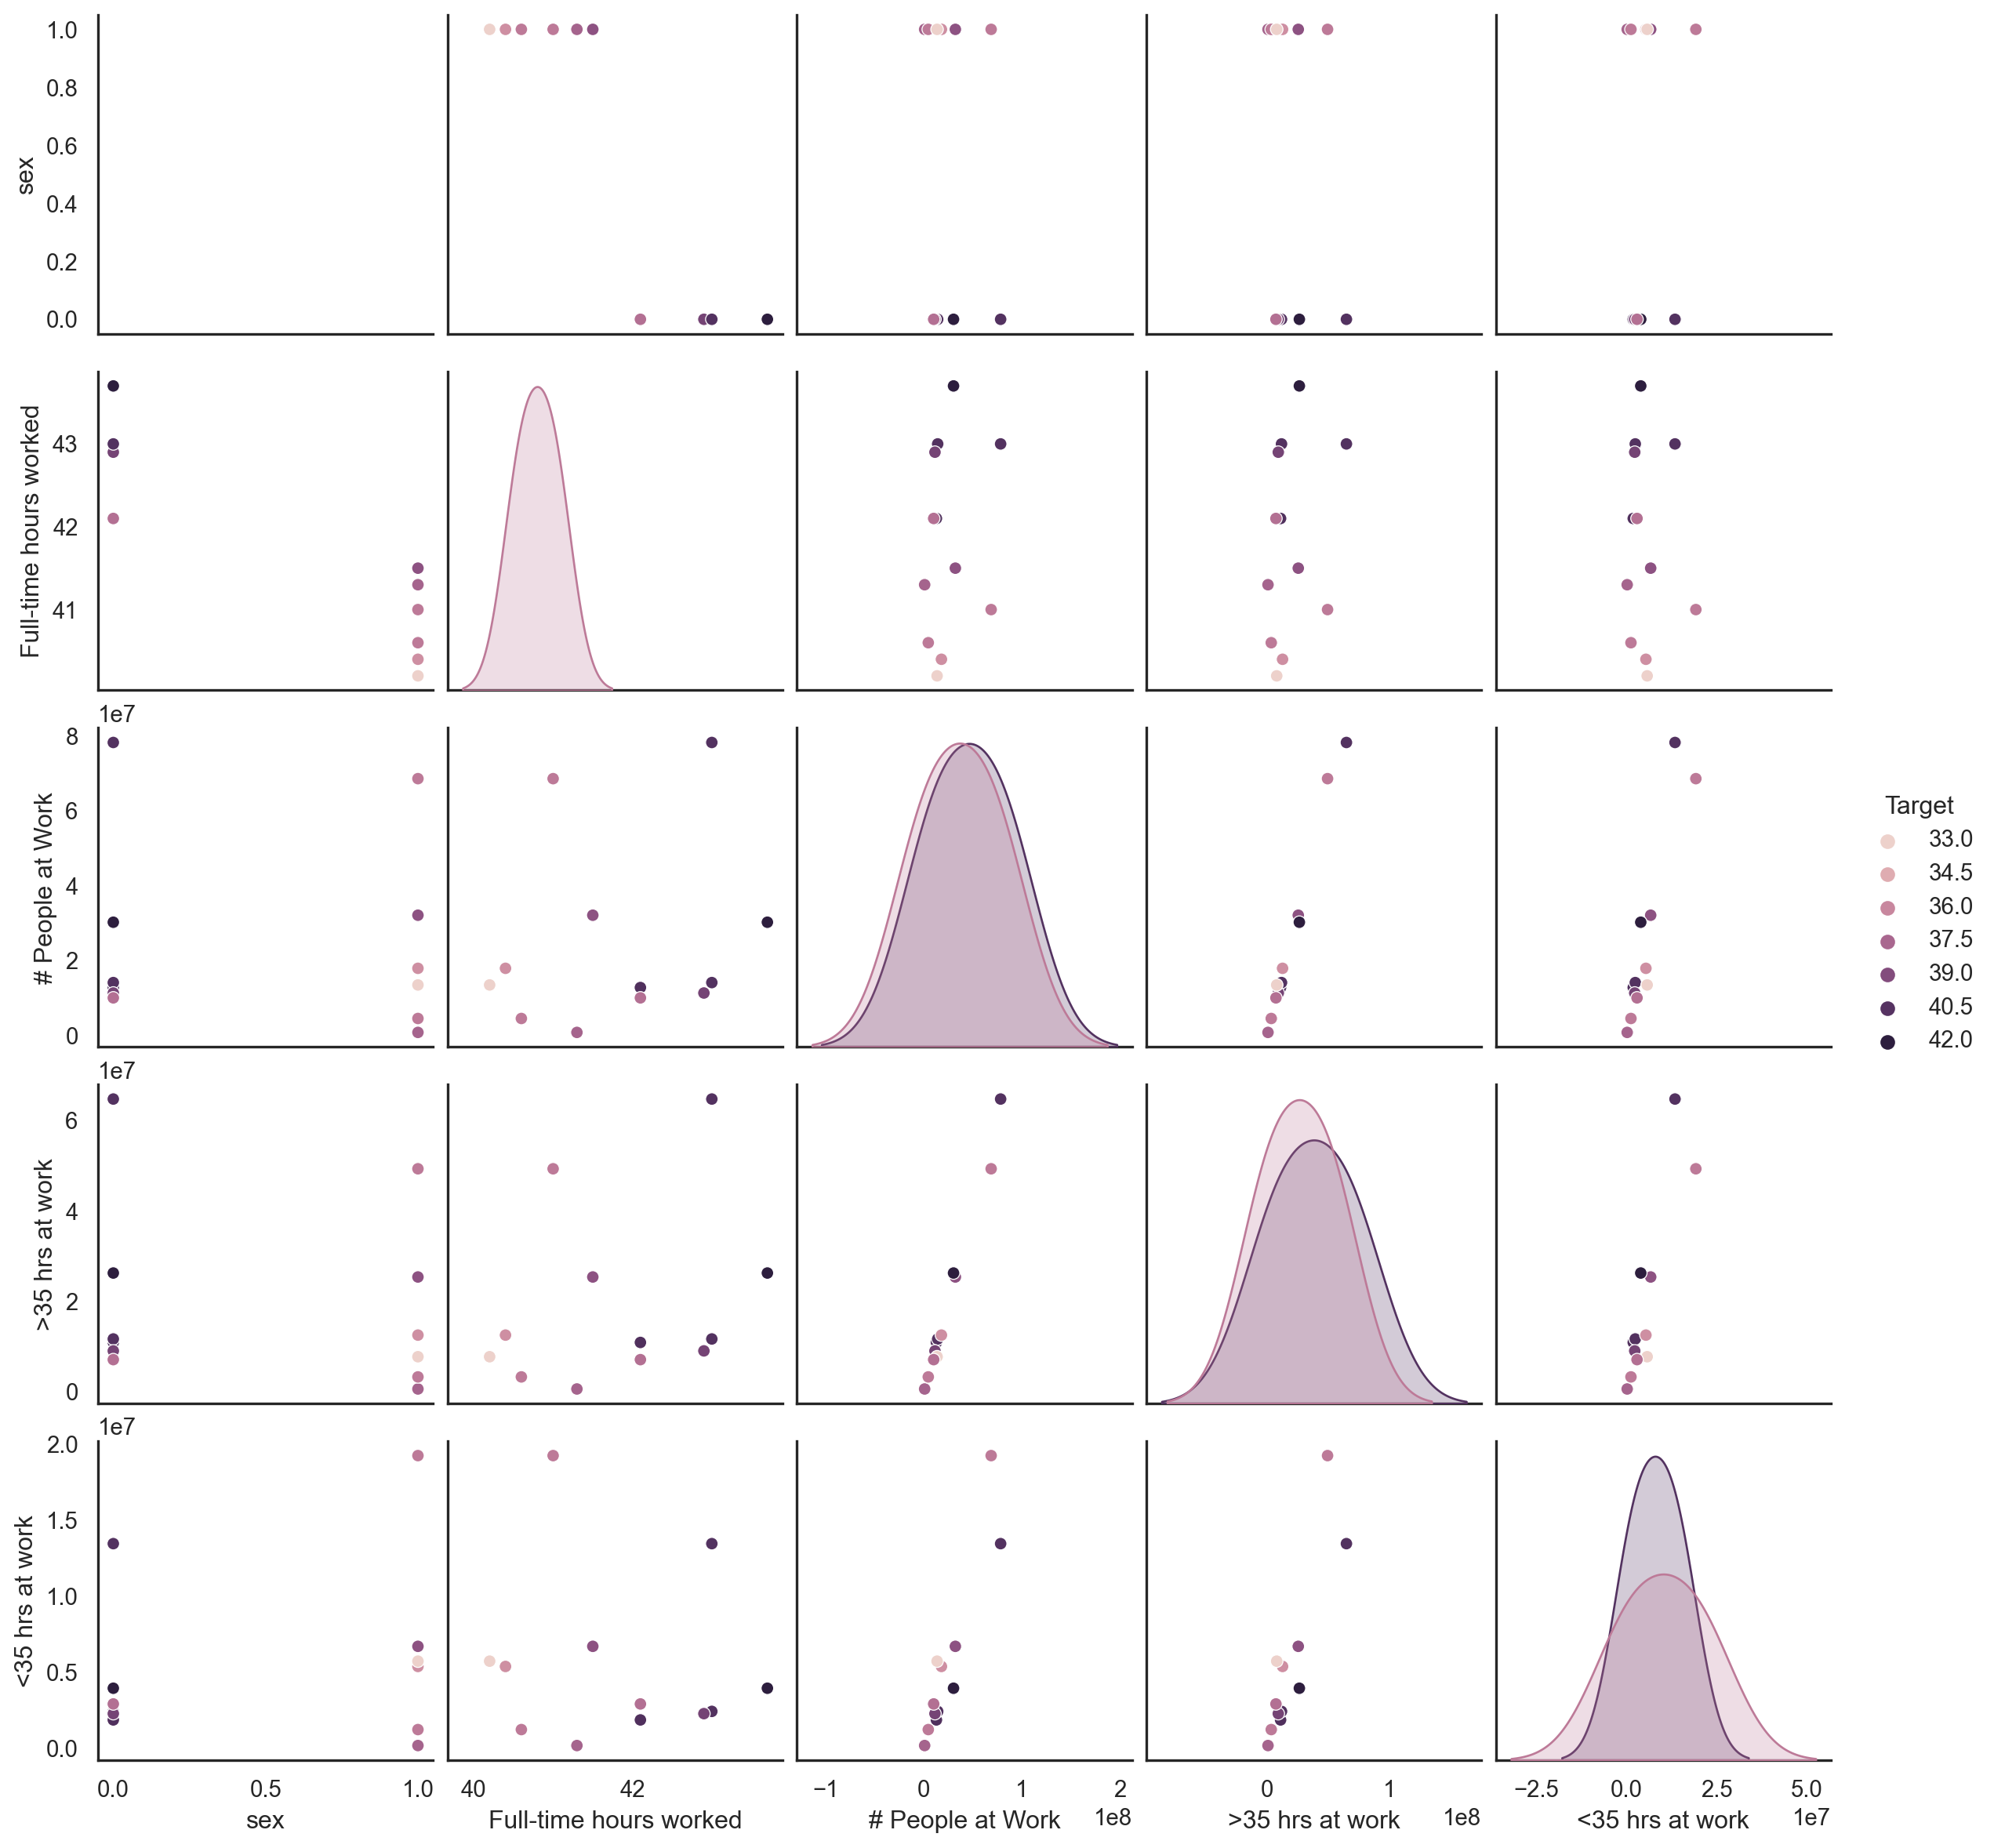 1.0
0.8
0.6
0.4
0.2
0.0
sex
43
42
41
Full-time hours worked
1e7
8
6
4
2
0
# People at Work
1e7
6
4
2
0
>35 hrs at work
1e7
2.0
1.5
1.0
0.5
0.0
<35 hrs at work
0.0 0.5 1.0
sex
40 42
Full-time hours worked
−1 0 1 2
1e8
# People at Work
0 1
1e8
>35 hrs at work
−2.5 0.0 2.5 5.0
1e7
<35 hrs at work
Target
33.0
34.5
36.0
37.5
39.0
40.5
42.0